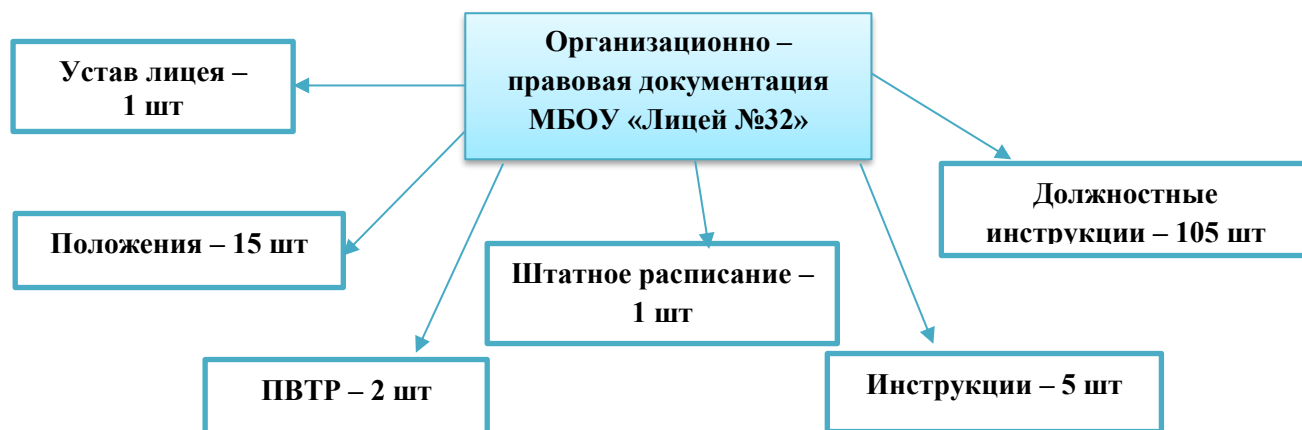 Организационно –
правовая документация
МБОУ «Лицей №32»
Устав лицея –
1 шт
Должностные
инструкции – 105 шт
Положения – 15 шт
Штатное расписание –
1 шт
ПВТР – 2 шт
Инструкции – 5 шт